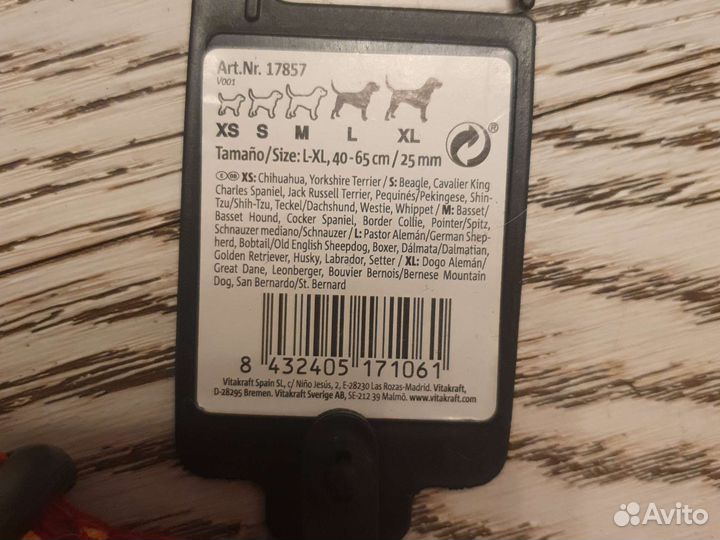 Art.Nr. 17857
V001
XS S M L XL
®
Tamaño/Size: L-XL, 40 - 65 cm / 25 mm
E GB XS: Chihuahua, Yorkshire Terrier / S: Beagle, Cavalier King
Charles Spaniel, Jack Russell Terrier, Pequinés/Pekingese, Shin-
Tzu/Shih-Tzu, Teckel/Dachshund, Westie, Whippet / M: Basset/
Basset Hound, Cocker Spaniel, Border Collie, Pointer/Spitz,
Schnauzer mediano/Schnauzer / L: Pastor Alemán/German Shep-
herd, Bobtail/Old English Sheepdog, Boxer, Dálmata/Dalmatian,
Golden Retriever, Husky, Labrador, Setter / XL: Dogo Alemán/
Great Dane, Leonberger, Bouvier Bernois/Bernese Mountain
Dog, San Bernardo/St. Bernard
8 432405 171061
Vitakraft Spain SL, c/ Niño Jesús, 2, E-28230 Las Rozas-Madrid. Vitakraft,
D-28295 Bremen. Vitakraft Sverige AB, SE-212 39 Malmö. www.vitakraft.com
Avito